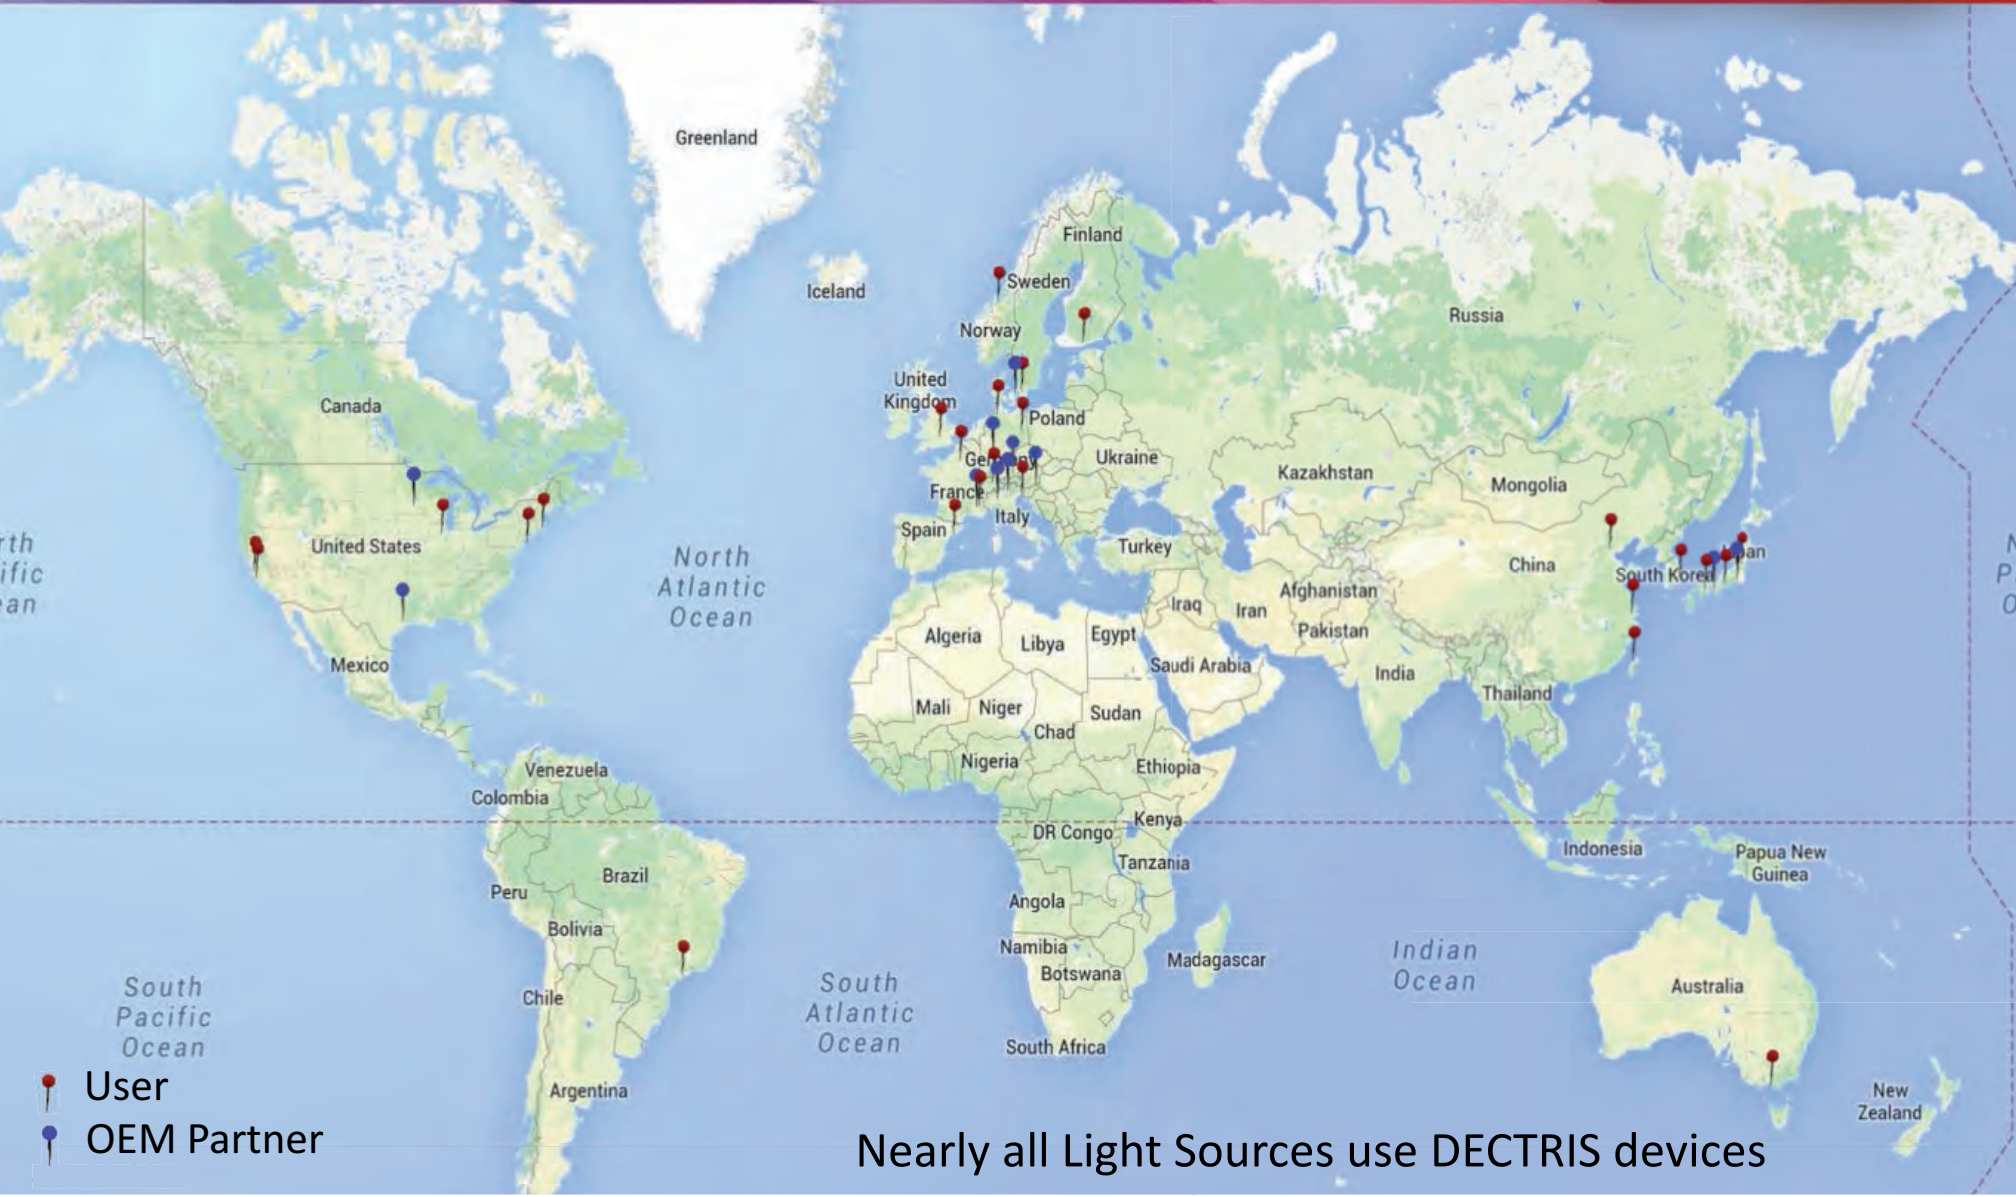 Greenland
Finland
Iceland
Sweden
Russia
Norway
United
Kingdom
Canada
Poland
Germany
Ukraine
Kazakhstan
Mongolia
France
Italy
Spain
United States
Turkey
China
Japan
South Korea
North
Atlantic
Ocean
Afghanistan
Iraq
Iran
Pakistan
Algeria
Libya
Egypt
Saudi Arabia
Mexico
India
Thailand
Mali
Niger
Sudan
Chad
Nigeria
Ethiopia
Venezuela
Colombia
Kenya
DR Congo
Indonesia
Papua New
Guinea
Tanzania
Brazil
Peru
Angola
Bolivia
Namibia
Botswana
Madagascar
Indian
Ocean
Australia
South
Pacific
Ocean
Chile
South
Atlantic
Ocean
South Africa
Argentina
New
Zealand
User
OEM Partner
Nearly all Light Sources use DECTRIS devices